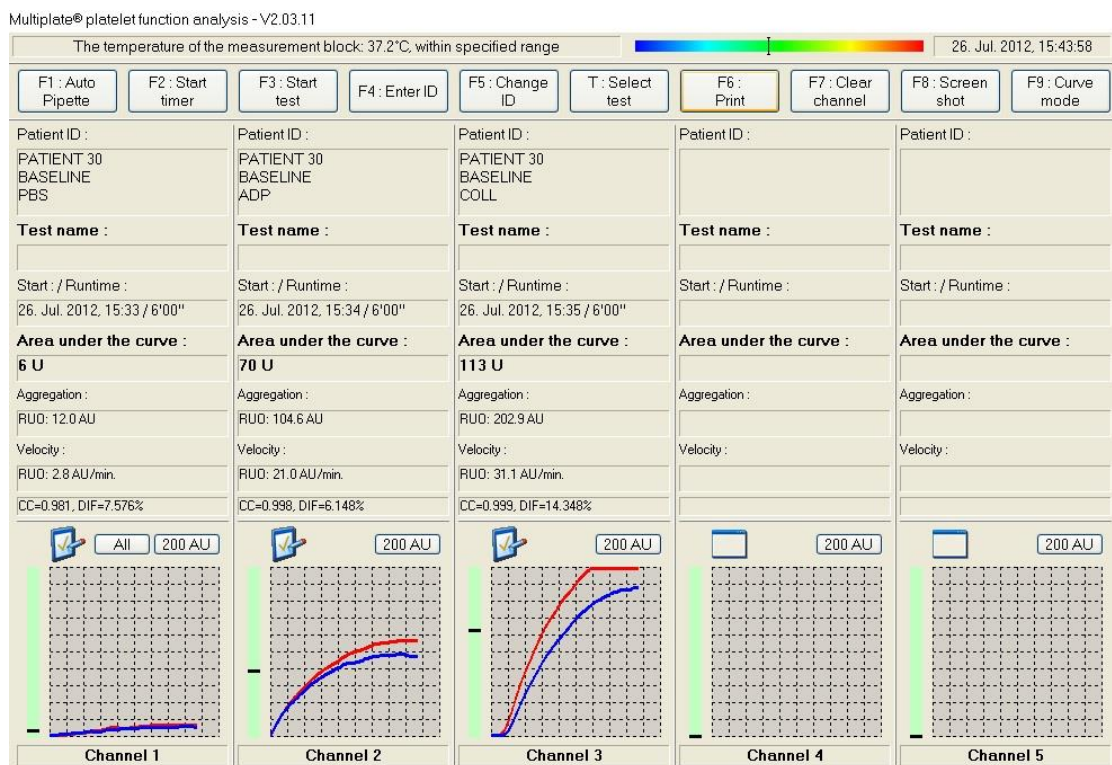 Multiplate® platelet function analysis - V2.03.11
The temperature of the measurement block: 37.2°C, within specified range
26. Jul. 2012, 15:43:58
F1 : Auto Pipette
F2 : Start timer
F3 : Start test
F4 : Enter ID
F5 : Change ID
T : Select test
F6 : Print
F7 : Clear channel
F8 : Screen shot
F9 : Curve mode
Patient ID :
PATIENT 30
BASELINE
PBS
Test name :
Start : / Runtime :
26. Jul. 2012, 15:33 / 6'00"
Area under the curve :
6 U
Aggregation :
RUO: 12.0 AU
Velocity :
RUO: 2.8 AU/min.
CC=0.981, DIF=7.576%
All
200 AU
Channel 1
Patient ID :
PATIENT 30
BASELINE
ADP
Test name :
Start : / Runtime :
26. Jul. 2012, 15:34 / 6'00"
Area under the curve :
70 U
Aggregation :
RUO: 104.6 AU
Velocity :
RUO: 21.0 AU/min.
CC=0.998, DIF=6.148%
200 AU
Channel 2
Patient ID :
PATIENT 30
BASELINE
COLL
Test name :
Start : / Runtime :
26. Jul. 2012, 15:35 / 6'00"
Area under the curve :
113 U
Aggregation :
RUO: 202.9 AU
Velocity :
RUO: 31.1 AU/min.
CC=0.999, DIF=14.348%
200 AU
Channel 3
Patient ID :
Test name :
Start : / Runtime :
Area under the curve :
Aggregation :
Velocity :
200 AU
Channel 4
Patient ID :
Test name :
Start : / Runtime :
Area under the curve :
Aggregation :
Velocity :
200 AU
Channel 5